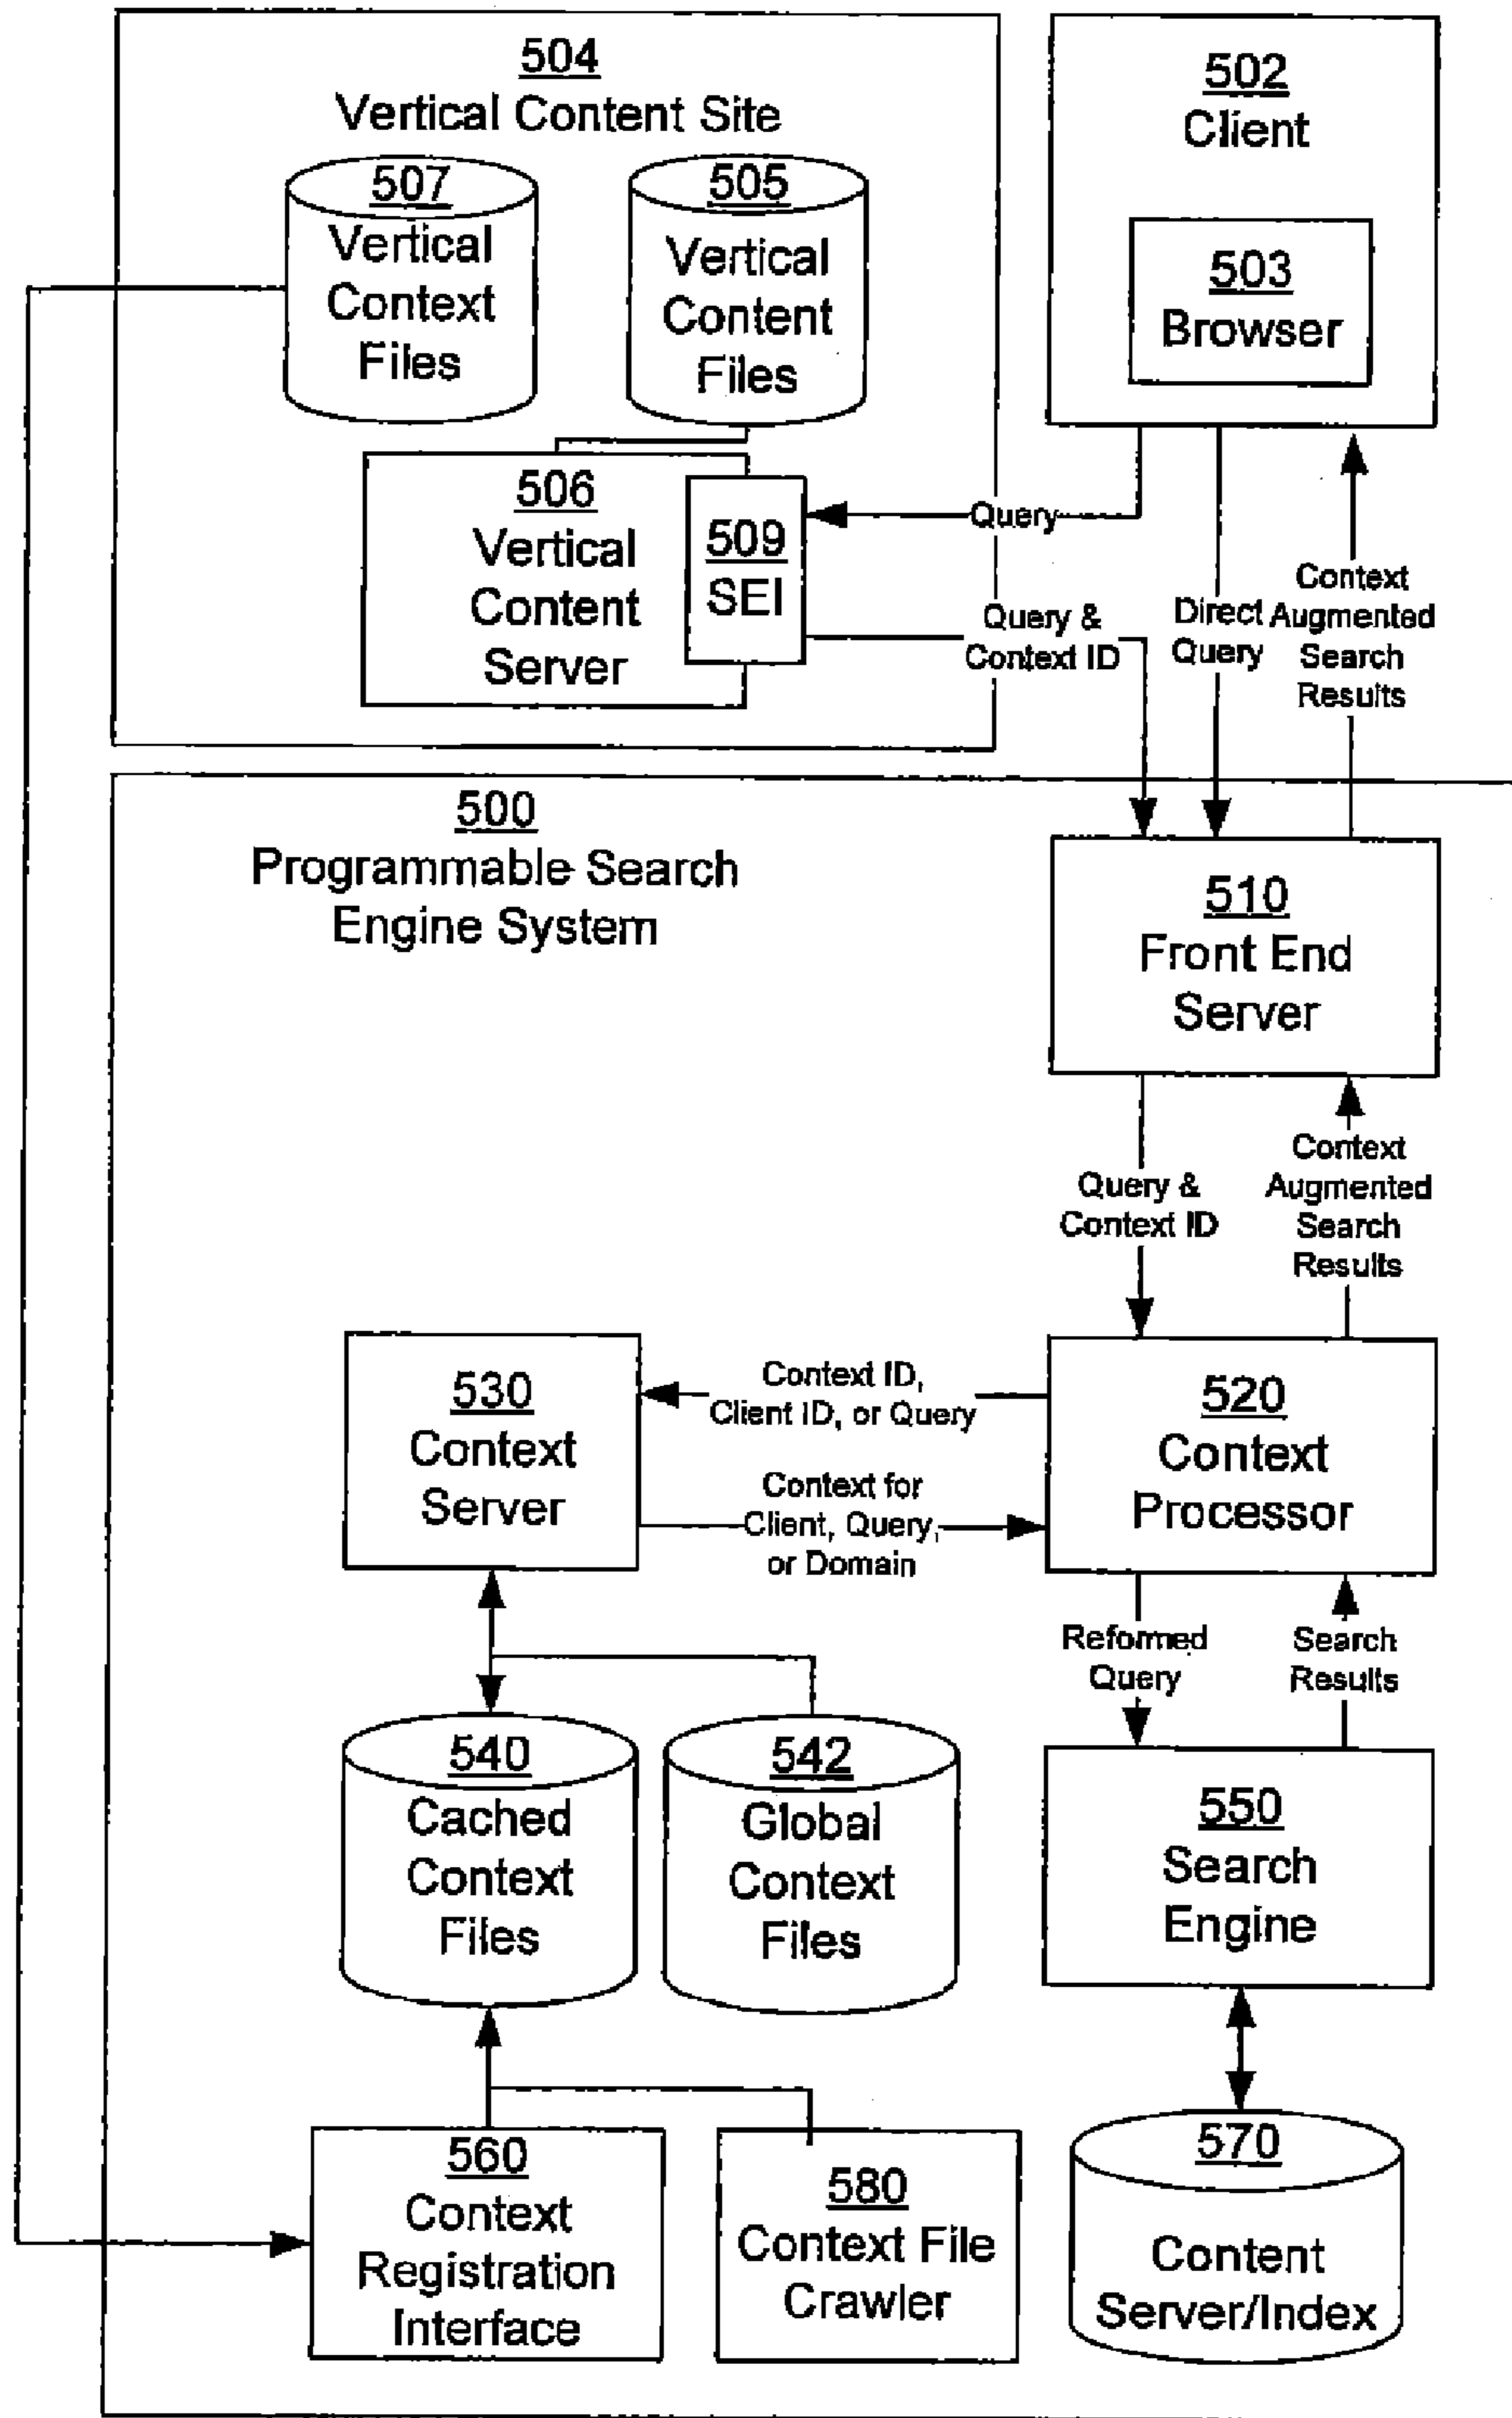 504
Vertical Content Site
507
Vertical
Context
Files
505
Vertical
Content
Files
502
Client
503
Browser
506
Vertical
Content
Server
509
SEI
Query
Query &
Context ID
Direct
Query
Context
Augmented
Search
Results
500
Programmable Search
Engine System
510
Front End
Server
Query &
Context ID
Context
Augmented
Search
Results
530
Context
Server
Context ID,
Client ID, or Query
Context for
Client, Query,
or Domain
520
Context
Processor
Reformed
Query
Search
Results
540
Cached
Context
Files
542
Global
Context
Files
550
Search
Engine
560
Context
Registration
Interface
580
Context File
Crawler
570
Content
Server/Index